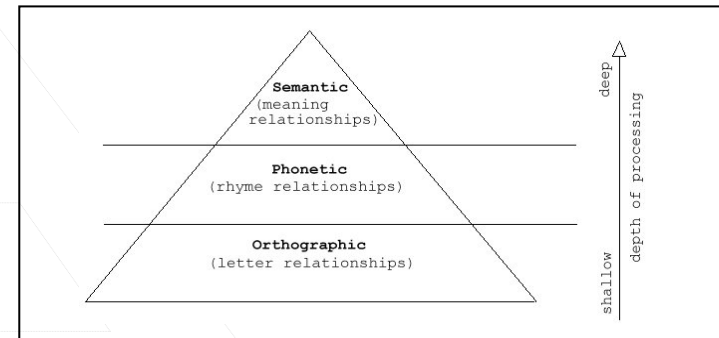 Semantic
(meaning
relationships)
Phonetic
(rhyme relationships)
Orthographic
(letter relationships)
deep
shallow
depth of processing